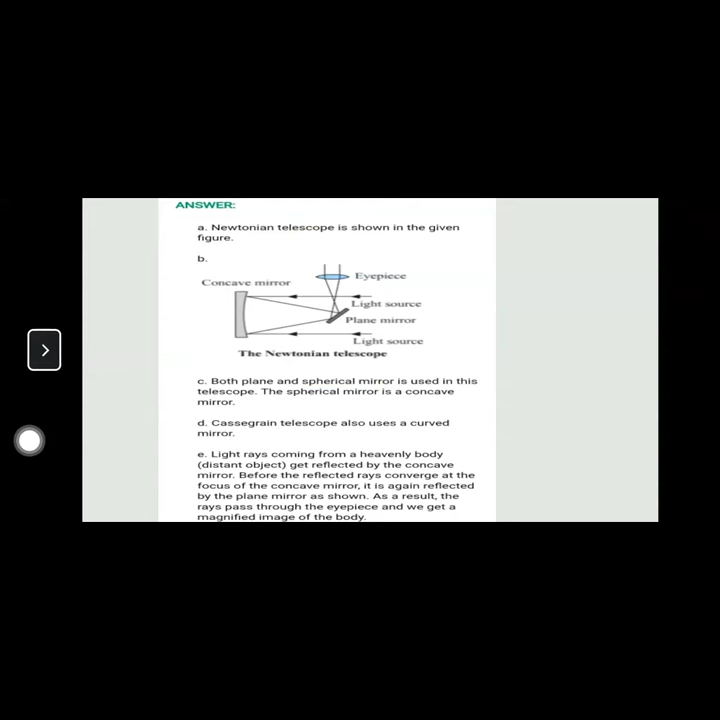 ANSWER:
a. Newtonian telescope is shown in the given
figure.
b.
Eyepiece
Concave mirror
Light source
Plane mirror
Light source
The Newtonian telescope
c. Both plane and spherical mirror is used in this
telescope. The spherical mirror is a concave
mirror.
d. Cassegrain telescope also uses a curved
mirror.
e. Light rays coming from a heavenly body
(distant object) get reflected by the concave
mirror. Before the reflected rays converge at the
focus of the concave mirror, it is again reflected
by the plane mirror as shown. As a result, the
rays pass through the eyepiece and we get a
magnified image of the body.